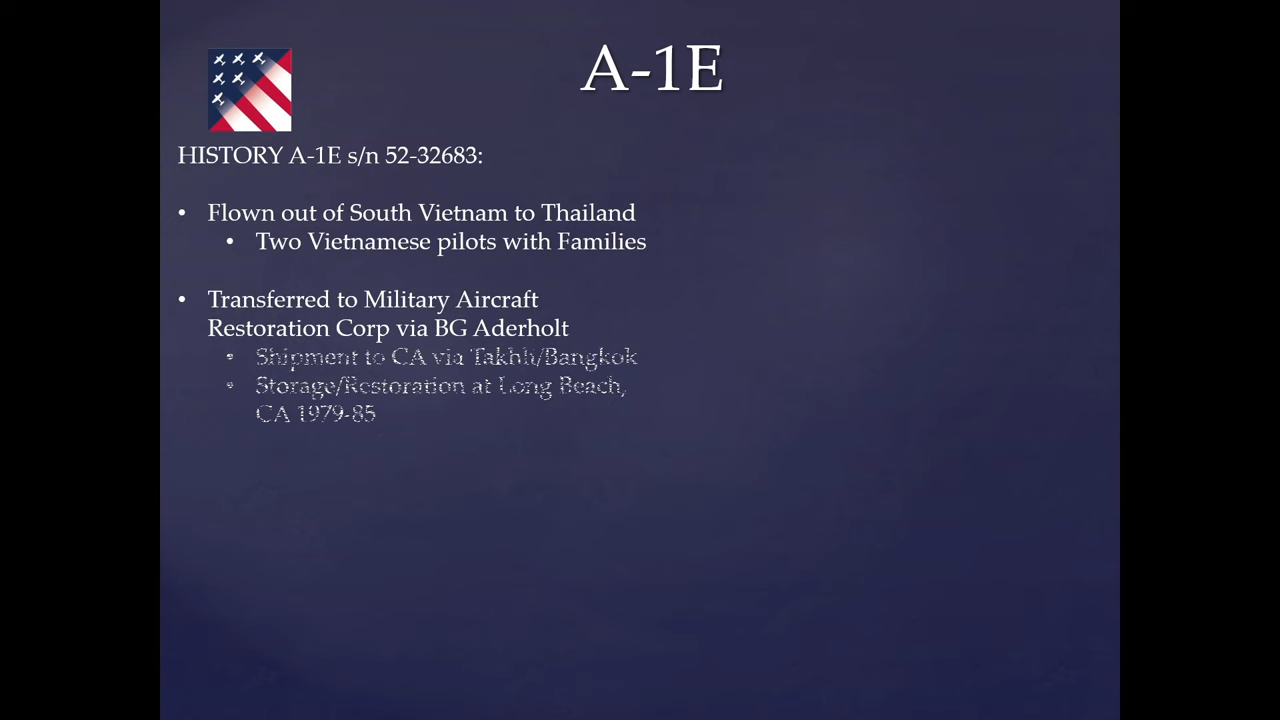 A-1E
HISTORY A-1E s/n 52-32683:
• Flown out of South Vietnam to Thailand
• Two Vietnamese pilots with Families
• Transferred to Military Aircraft
Restoration Corp via BG Aderholt
• Shipment to CA via Takhli/Bangkok
• Storage/Restoration at Long Beach,
CA 1979-85